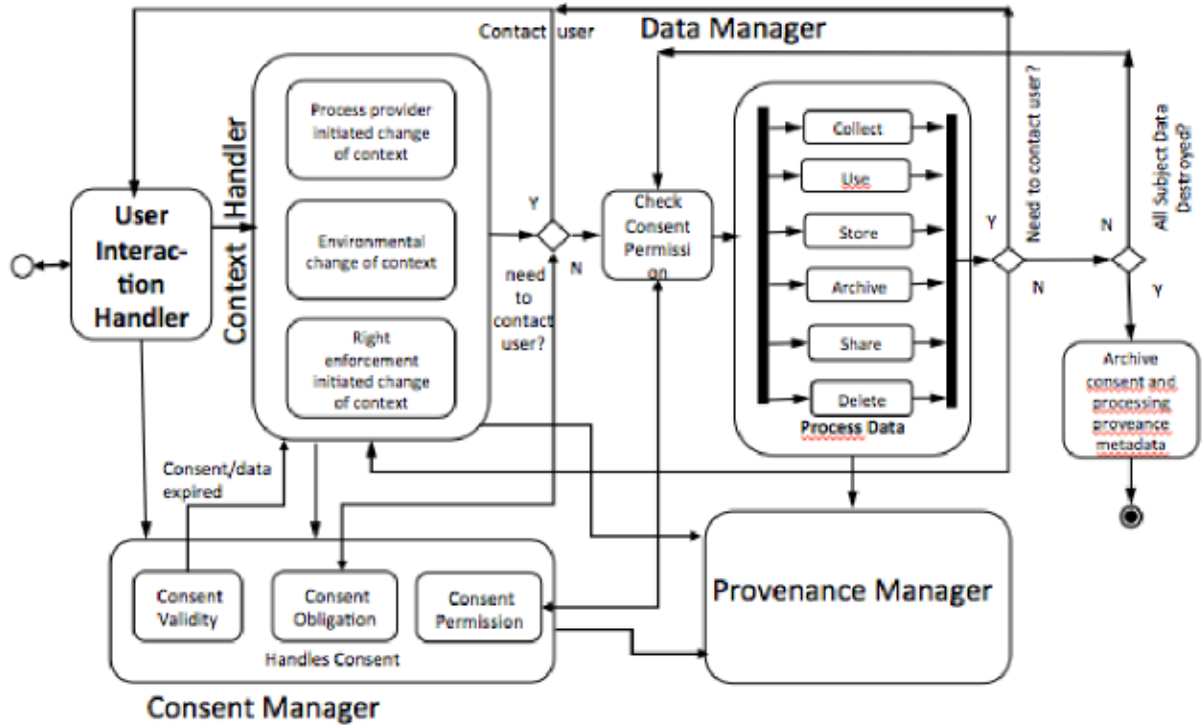 Contact user
Data Manager
Process provider
initiated change
of context
Context Handler
Environmental
change of context
Right
enforcement
initiated change
of context
User
Interac-
tion
Handler
Y
N
need
to
contact
user?
Check
Consent
Permissi
on
Collect
Use
Store
Archive
Share
Delete
Process Data
Need to contact user?
Y
N
All Subject Data
Destroyed?
N
Y
Archive
consent and
processing
proveance
metadata
Consent/data
expired
Consent
Validity
Consent
Obligation
Consent
Permission
Handles Consent
Consent Manager
Provenance Manager